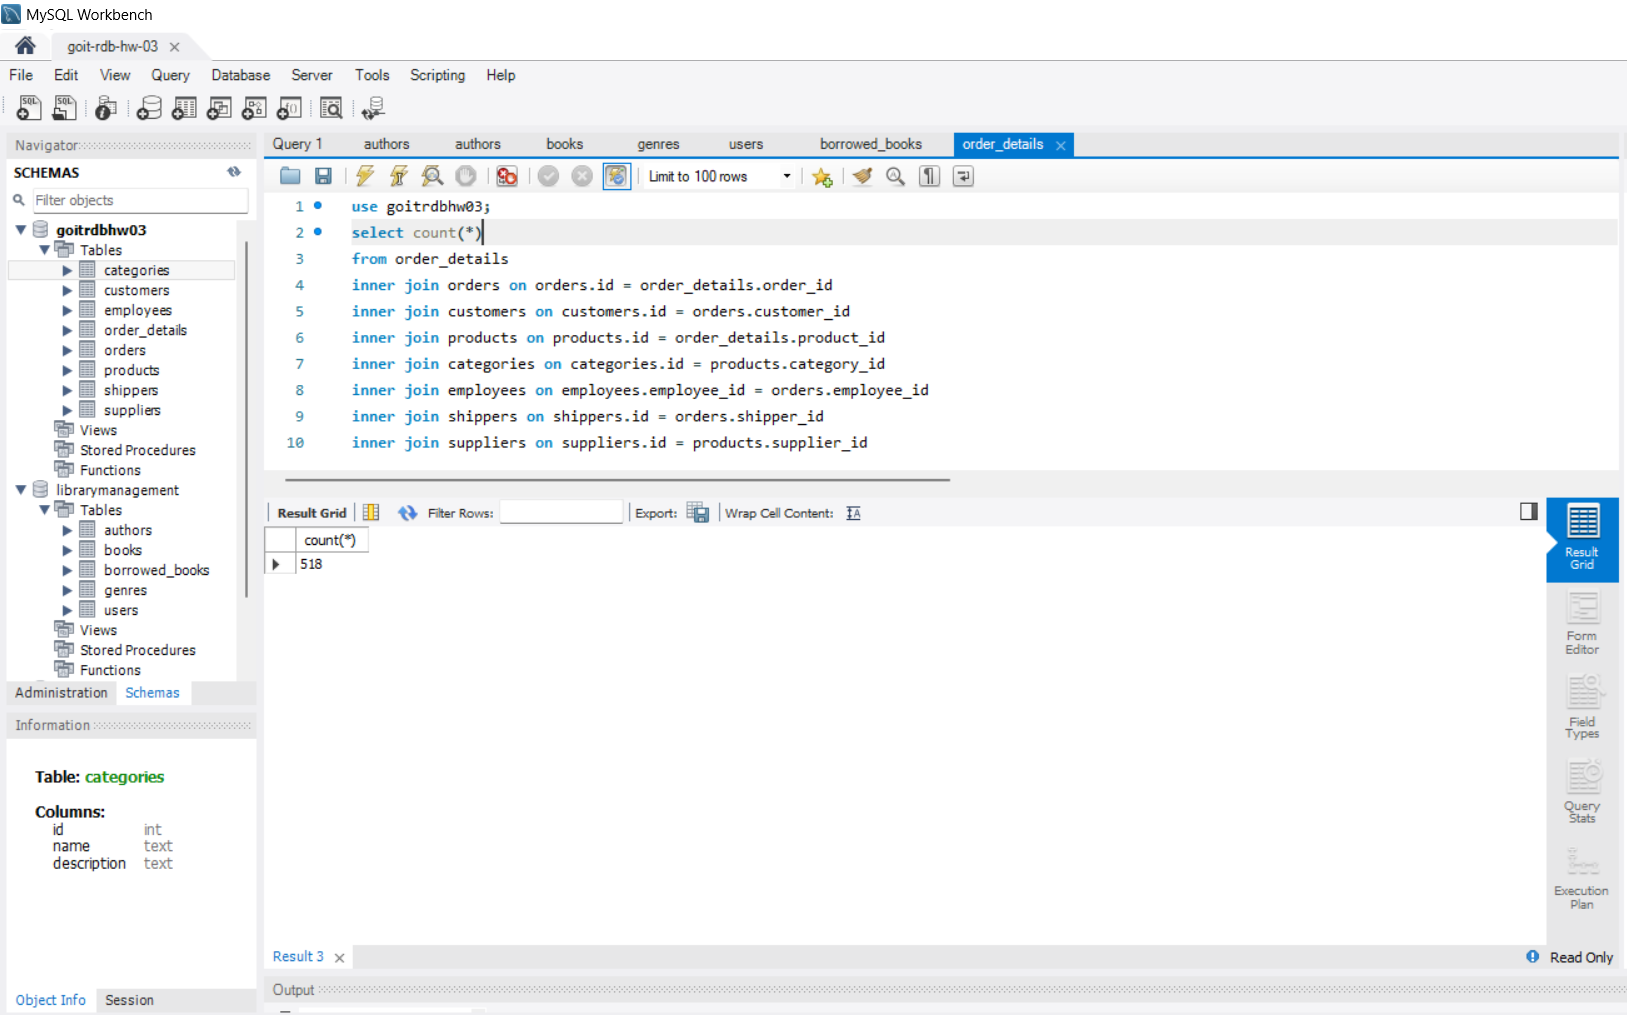 MySQL Workbench
goit-rdb-hw-03
File Edit View Query Database Server Tools Scripting Help
Navigator
SCHEMAS
Filter objects
goitrdbhw03
Tables
categories
customers
employees
order_details
orders
products
shippers
suppliers
Views
Stored Procedures
Functions
librarymanagement
Tables
authors
books
borrowed_books
genres
users
Views
Stored Procedures
Functions
Administration Schemas
Information
Table: categories
Columns:
id int
name text
description text
Object Info Session
Query 1 authors authors books genres users borrowed_books order_details
Limit to 100 rows
1 use goitrdbhw03;
2 select count(*)
3 from order_details
4 inner join orders on orders.id = order_details.order_id
5 inner join customers on customers.id = orders.customer_id
6 inner join products on products.id = order_details.product_id
7 inner join categories on categories.id = products.category_id
8 inner join employees on employees.employee_id = orders.employee_id
9 inner join shippers on shippers.id = orders.shipper_id
10 inner join suppliers on suppliers.id = products.supplier_id
Result Grid Filter Rows: Export: Wrap Cell Content:
count(*)
518
Result
Grid
Form
Editor
Field
Types
Query
Stats
Execution
Plan
Result 3
Read Only
Output